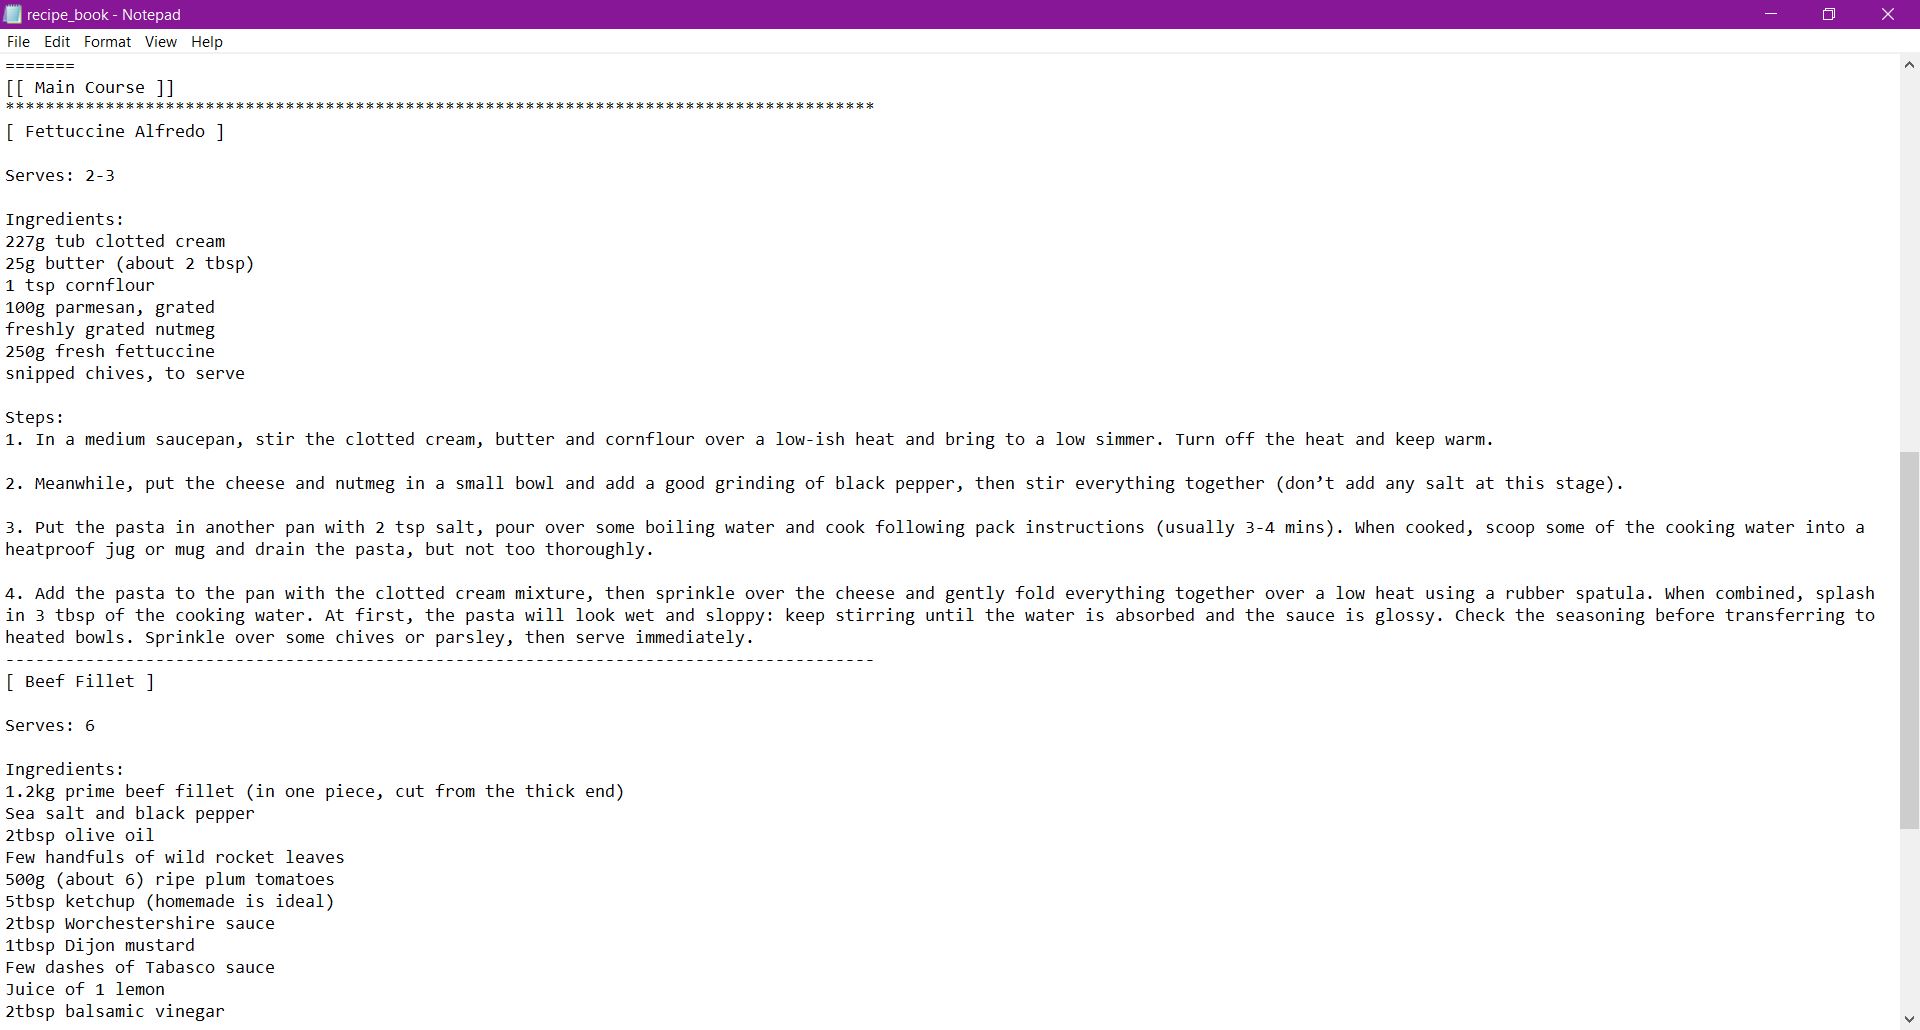 recipe_book - Notepad
File Edit Format View Help
=======
[[ Main Course ]]
***************************************************************************************
[ Fettuccine Alfredo ]
Serves: 2-3
Ingredients:
227g tub clotted cream
25g butter (about 2 tbsp)
1 tsp cornflour
100g parmesan, grated
freshly grated nutmeg
250g fresh fettuccine
snipped chives, to serve
Steps:
1. In a medium saucepan, stir the clotted cream, butter and cornflour over a low-ish heat and bring to a low simmer. Turn off the heat and keep warm.
2. Meanwhile, put the cheese and nutmeg in a small bowl and add a good grinding of black pepper, then stir everything together (don’t add any salt at this stage).
3. Put the pasta in another pan with 2 tsp salt, pour over some boiling water and cook following pack instructions (usually 3-4 mins). When cooked, scoop some of the cooking water into a
heatproof jug or mug and drain the pasta, but not too thoroughly.
4. Add the pasta to the pan with the clotted cream mixture, then sprinkle over the cheese and gently fold everything together over a low heat using a rubber spatula. When combined, splash
in 3 tbsp of the cooking water. At first, the pasta will look wet and sloppy: keep stirring until the water is absorbed and the sauce is glossy. Check the seasoning before transferring to
heated bowls. Sprinkle over some chives or parsley, then serve immediately.
---------------------------------------------------------------------------------------
[ Beef Fillet ]
Serves: 6
Ingredients:
1.2kg prime beef fillet (in one piece, cut from the thick end)
Sea salt and black pepper
2tbsp olive oil
Few handfuls of wild rocket leaves
500g (about 6) ripe plum tomatoes
5tbsp ketchup (homemade is ideal)
2tbsp Worchestershire sauce
1tbsp Dijon mustard
Few dashes of Tabasco sauce
Juice of 1 lemon
2tbsp balsamic vinegar